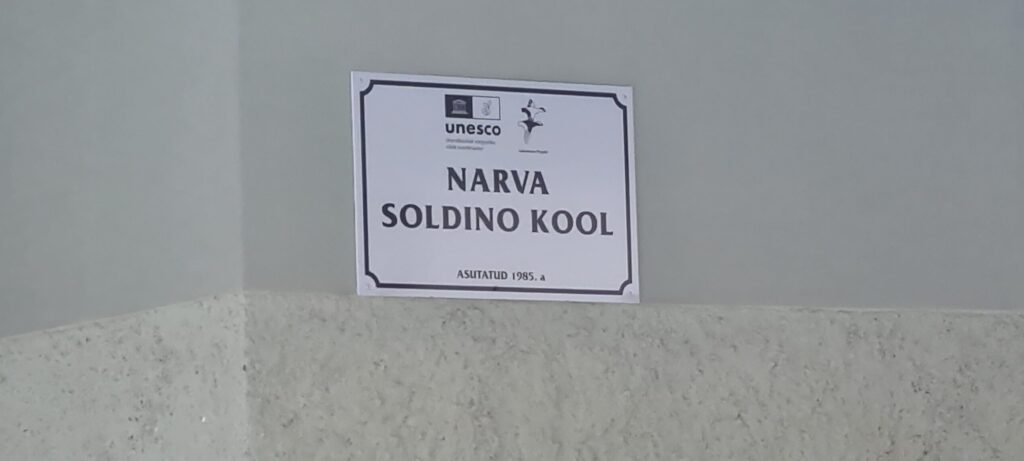 unesco
NARVA
SOLDINO KOOL
ASUTATUD 1985. a